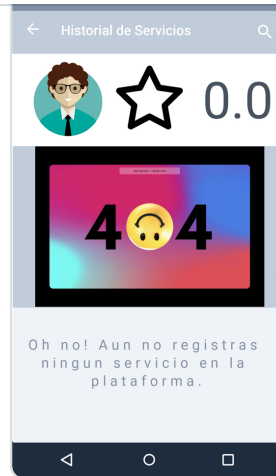 Historial de Servicios
0.0
404
Oh no! Aun no registras
ningun servicio en la
plataforma.